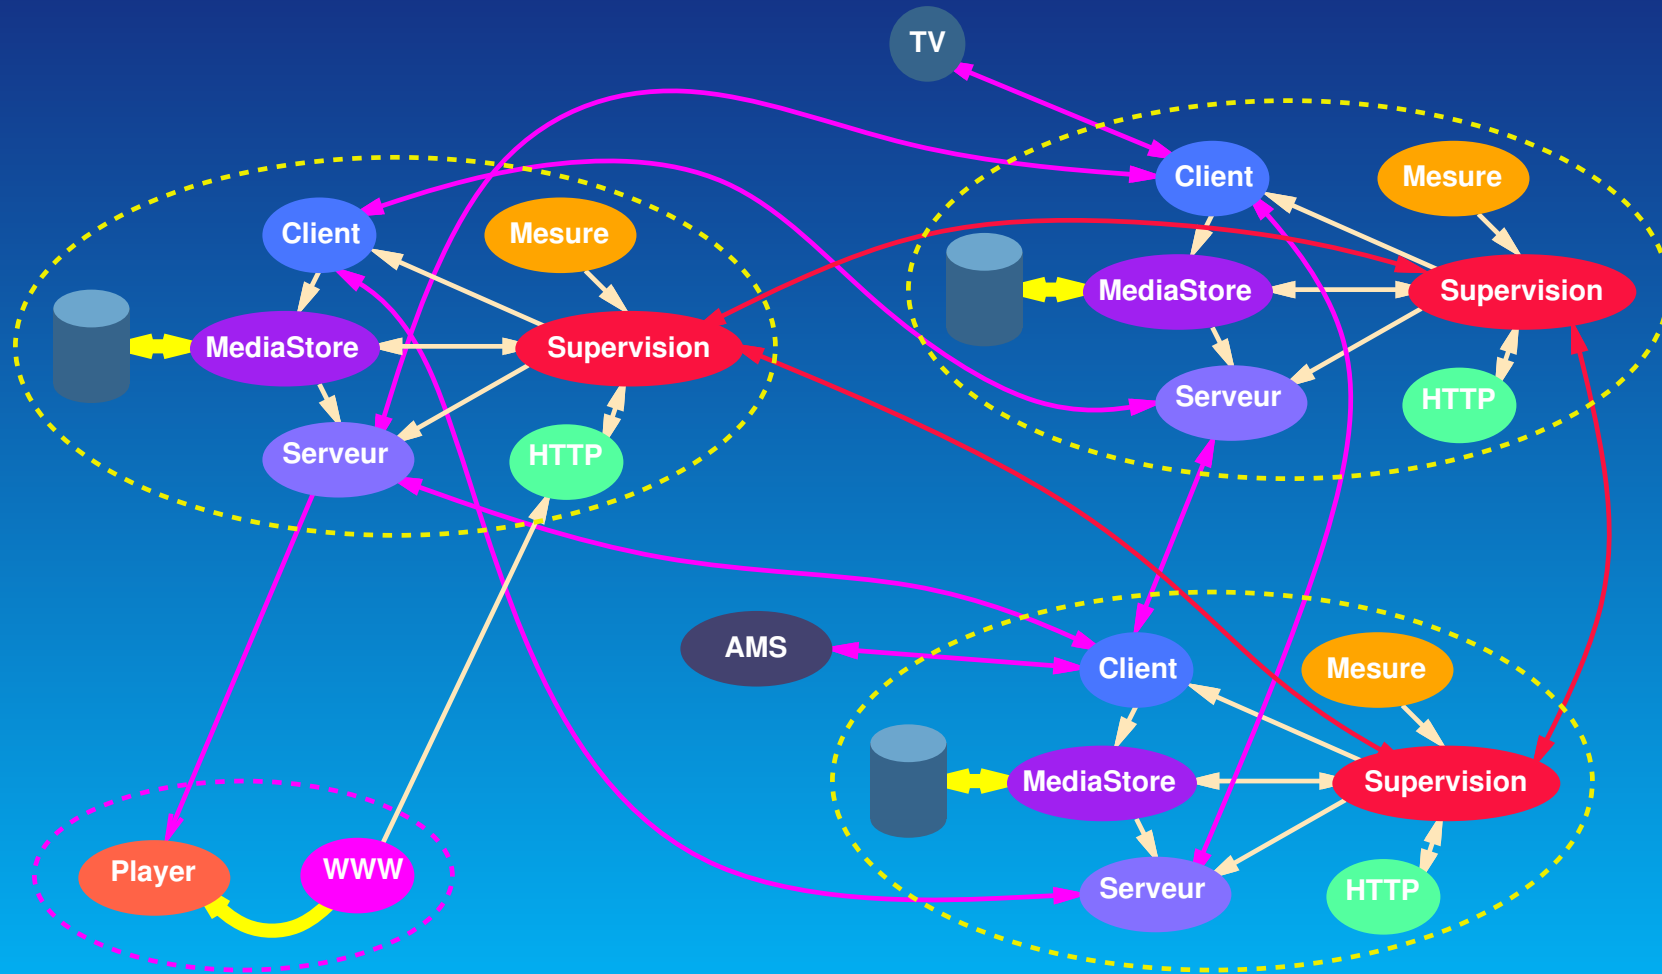 TV
Client
Mesure
MediaStore
Supervision
Serveur
HTTP
Client
Mesure
MediaStore
Supervision
Serveur
HTTP
AMS
Client
Mesure
MediaStore
Supervision
Serveur
HTTP
Player
WWW